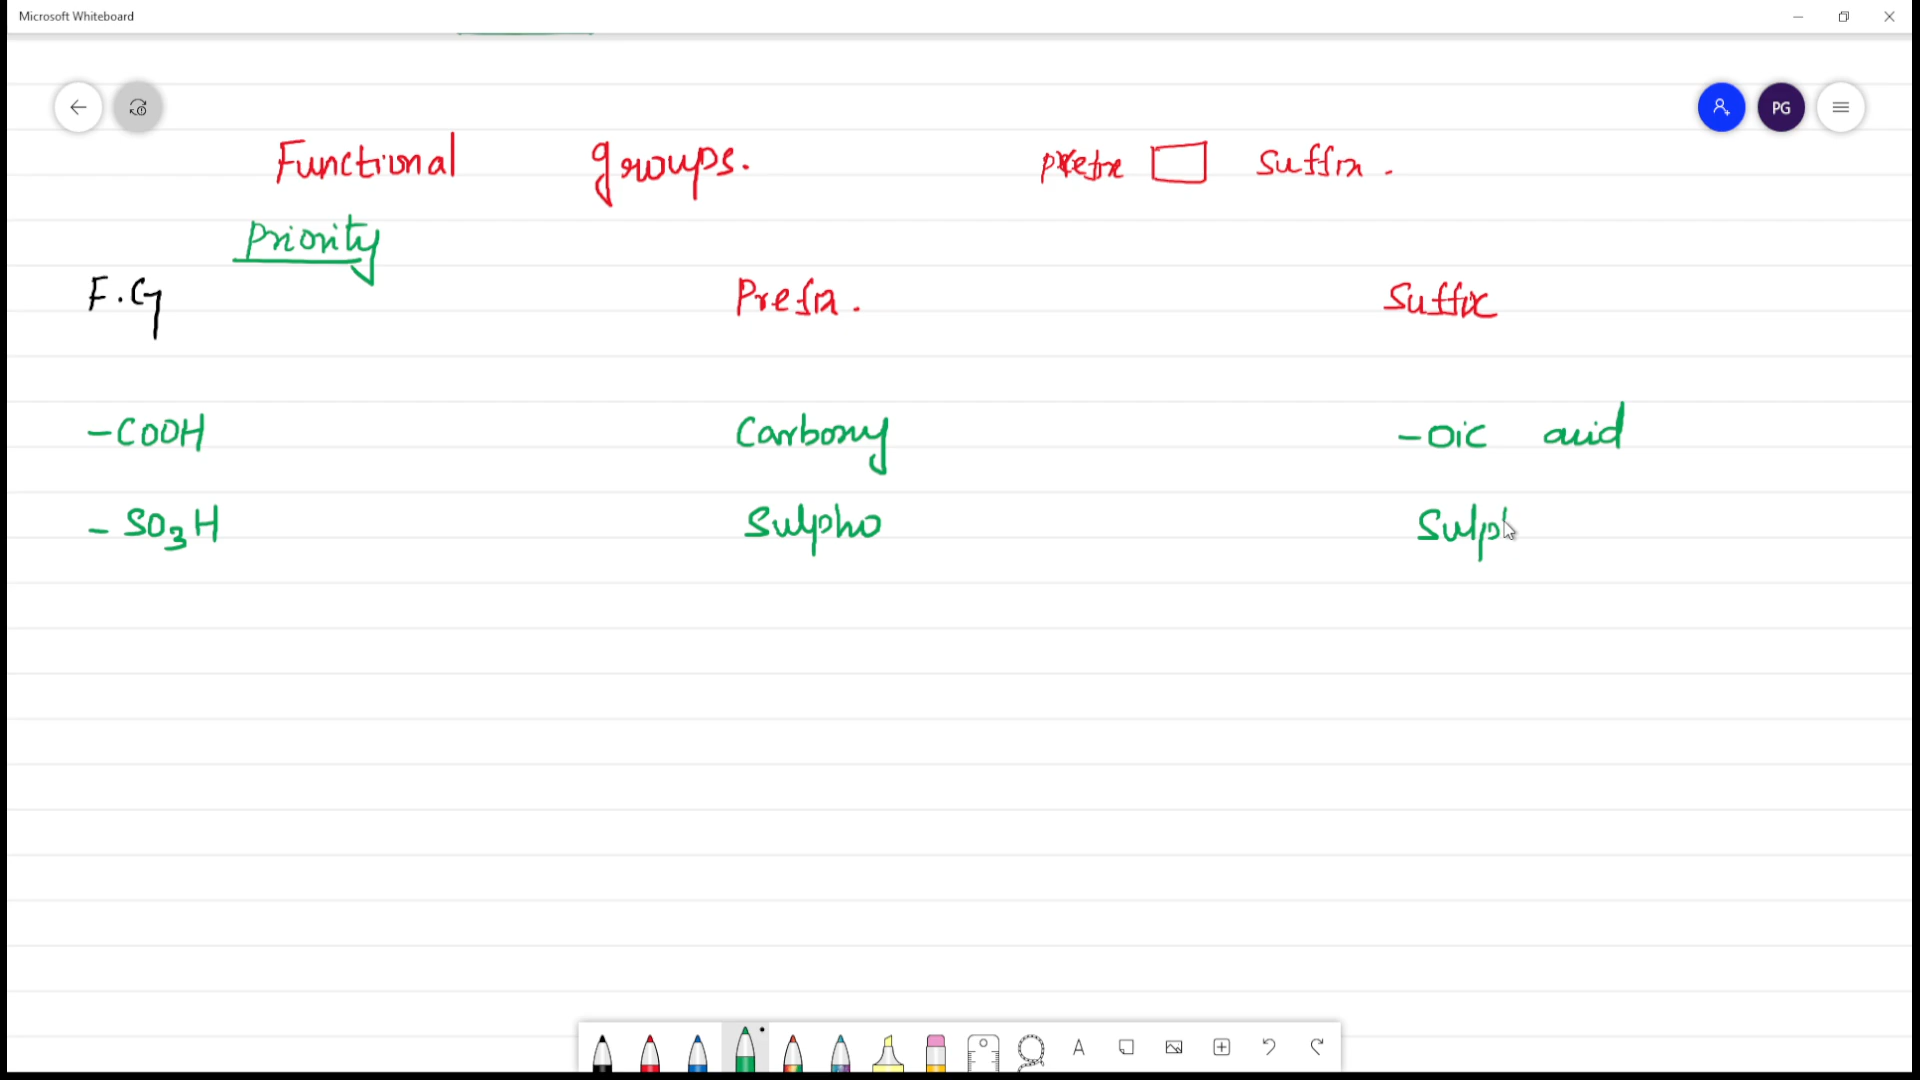 Microsoft Whiteboard
PG
Functional groups. prefix suffix.
Priority
F.G Prefix. Suffix
-COOH Carboxy -Oic acid
- SO₃H Sulpho Sulph
A